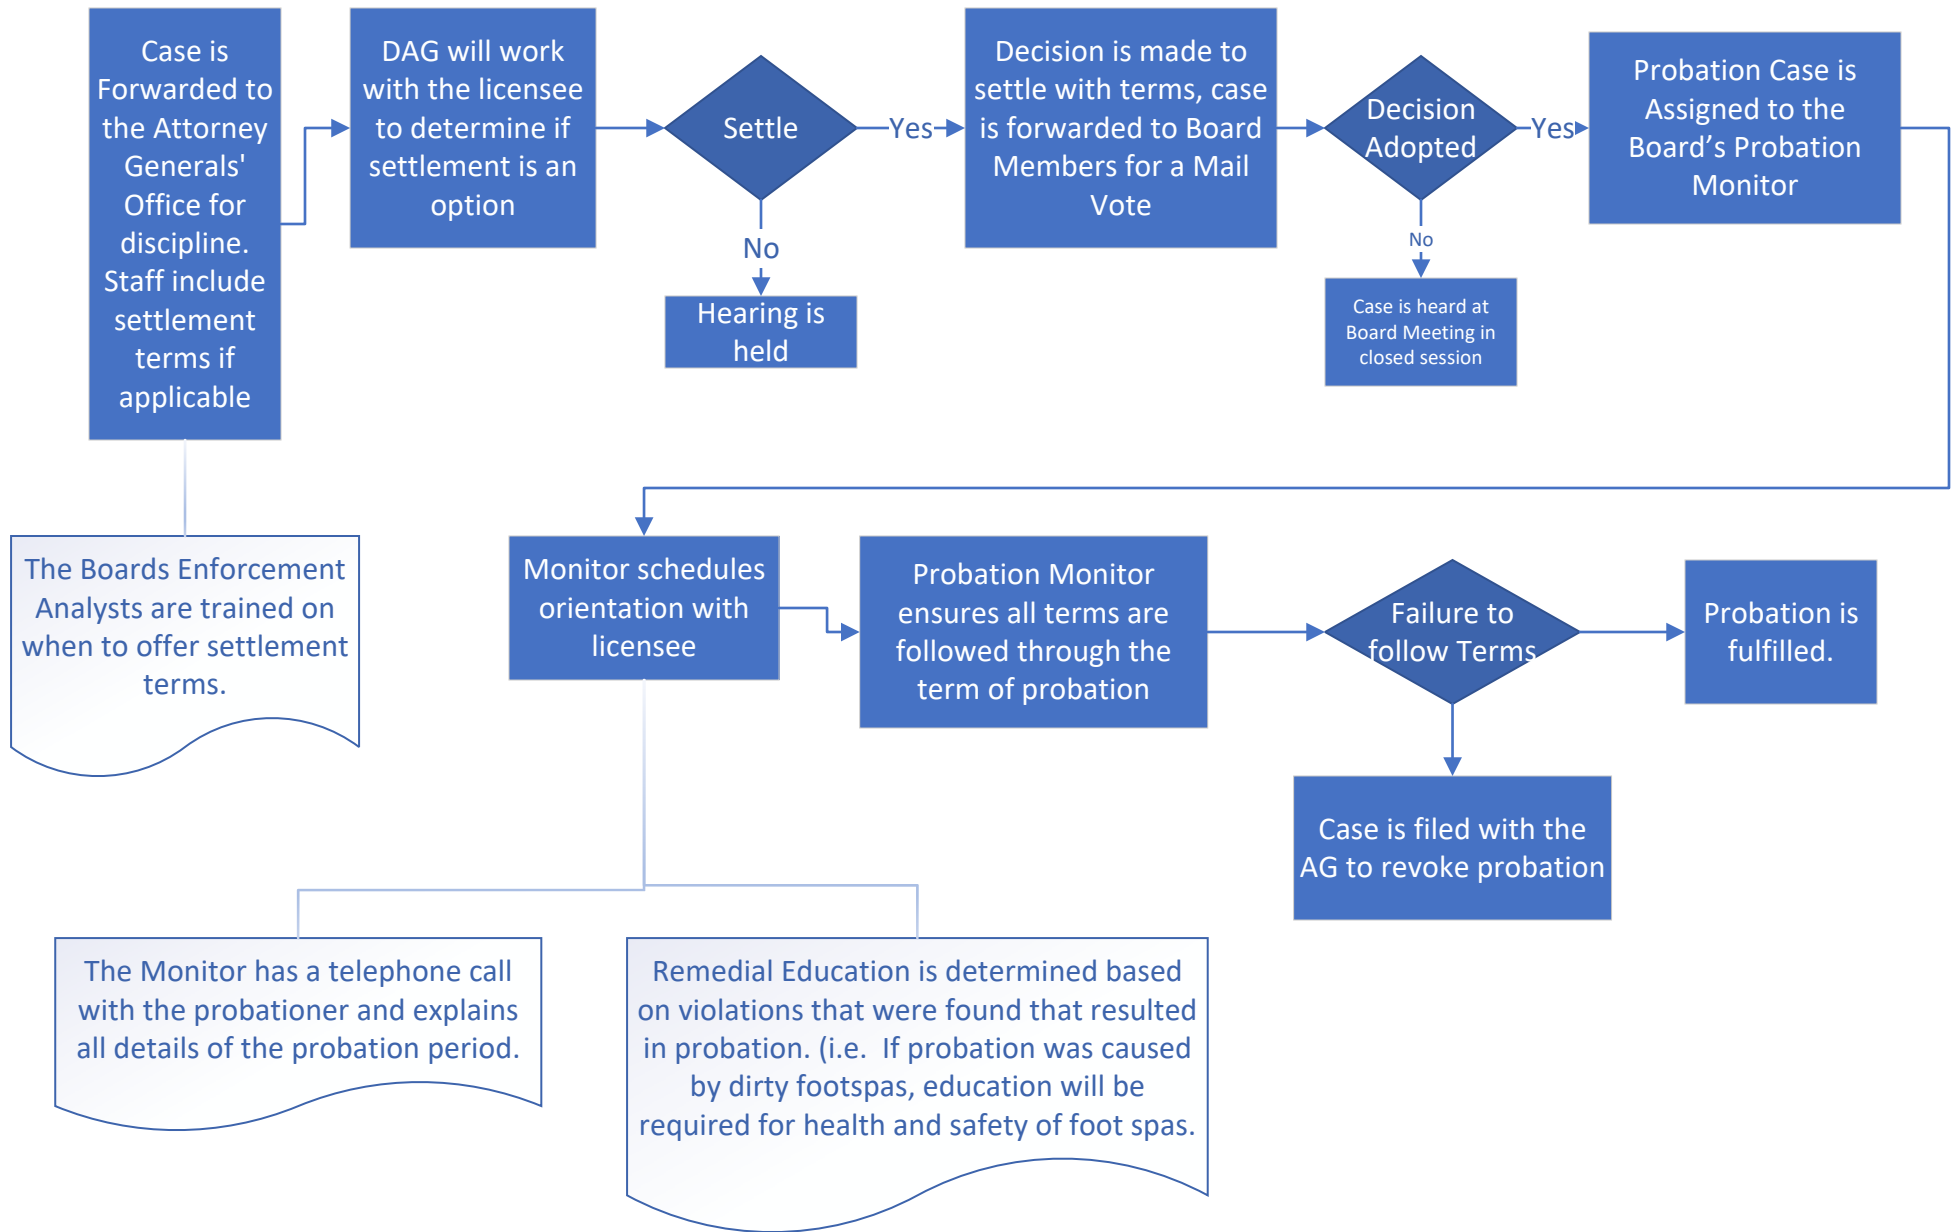 Case is
Forwarded to
the Attorney
Generals'
Office for
discipline.
Staff include
settlement
terms if
applicable
DAG will work
with the licensee
to determine if
settlement is an
option
Settle
Yes
No
Hearing is
held
Decision is made to
settle with terms, case
is forwarded to Board
Members for a Mail
Vote
Decision
Adopted
Yes
No
Case is heard at
Board Meeting in
closed session
Probation Case is
Assigned to the
Board’s Probation
Monitor
The Boards Enforcement
Analysts are trained on
when to offer settlement
terms.
Monitor schedules
orientation with
licensee
Probation Monitor
ensures all terms are
followed through the
term of probation
Failure to
follow Terms
Probation is
fulfilled.
Case is filed with the
AG to revoke probation
The Monitor has a telephone call
with the probationer and explains
all details of the probation period.
Remedial Education is determined based
on violations that were found that resulted
in probation. (i.e.  If probation was caused
by dirty footspas, education will be
required for health and safety of foot spas.